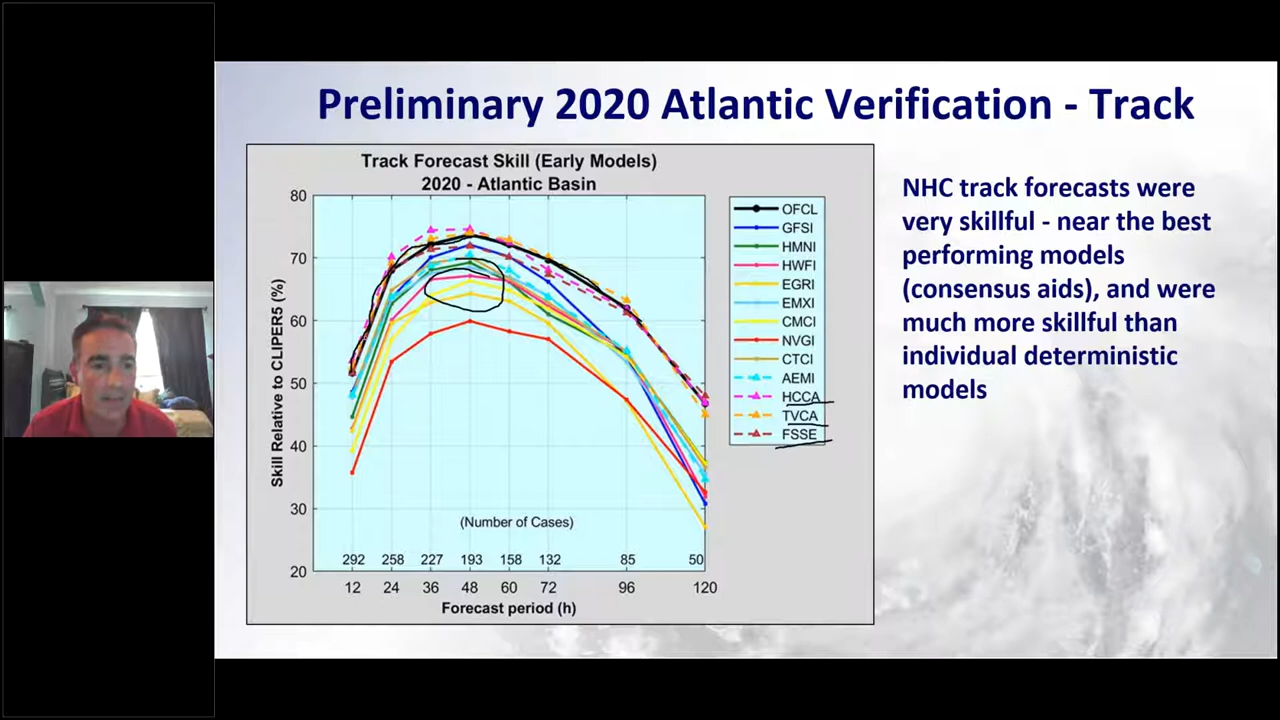 Preliminary 2020 Atlantic Verification - Track
Track Forecast Skill (Early Models)
2020 - Atlantic Basin
Skill Relative to CLIPER5 (%)
80
70
60
50
40
30
20
(Number of Cases)
292 258 227 193 158 132 85 50
12 24 36 48 60 72 96 120
Forecast period (h)
OFCL
GFSI
HMNI
HWFI
EGRI
EMXI
CMCI
NVGI
CTCI
AEMI
HCCA
TVCA
FSSE
NHC track forecasts were
very skillful - near the best
performing models
(consensus aids), and were
much more skillful than
individual deterministic
models